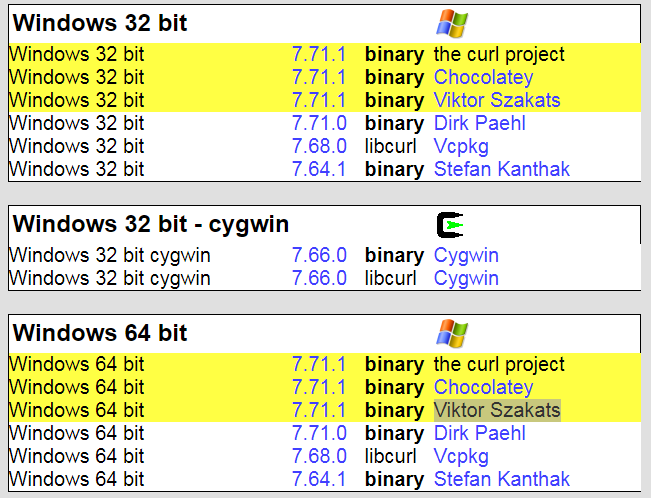 Windows 32 bit
Windows 32 bit 7.71.1 binary the curl project
Windows 32 bit 7.71.1 binary Chocolatey
Windows 32 bit 7.71.1 binary Viktor Szakats
Windows 32 bit 7.71.0 binary Dirk Paehl
Windows 32 bit 7.68.0 libcurl Vcpkg
Windows 32 bit 7.64.1 binary Stefan Kanthak
Windows 32 bit - cygwin
Windows 32 bit cygwin 7.66.0 binary Cygwin
Windows 32 bit cygwin 7.66.0 libcurl Cygwin
Windows 64 bit
Windows 64 bit 7.71.1 binary the curl project
Windows 64 bit 7.71.1 binary Chocolatey
Windows 64 bit 7.71.1 binary Viktor Szakats
Windows 64 bit 7.71.0 binary Dirk Paehl
Windows 64 bit 7.68.0 libcurl Vcpkg
Windows 64 bit 7.64.1 binary Stefan Kanthak